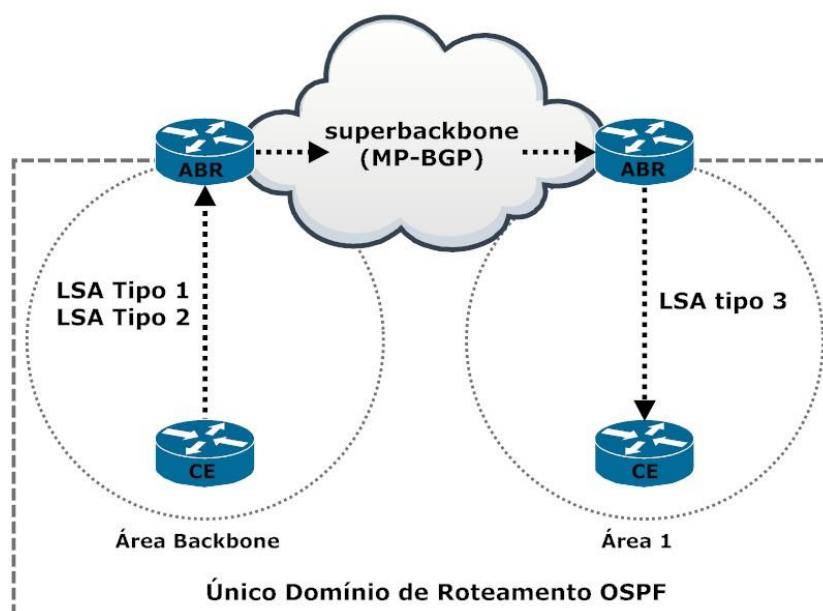 superbackbone
(MP-BGP)
ABR
ABR
LSA Tipo 1
LSA Tipo 2
LSA tipo 3
CE
CE
Área Backbone
Área 1
Único Domínio de Roteamento OSPF